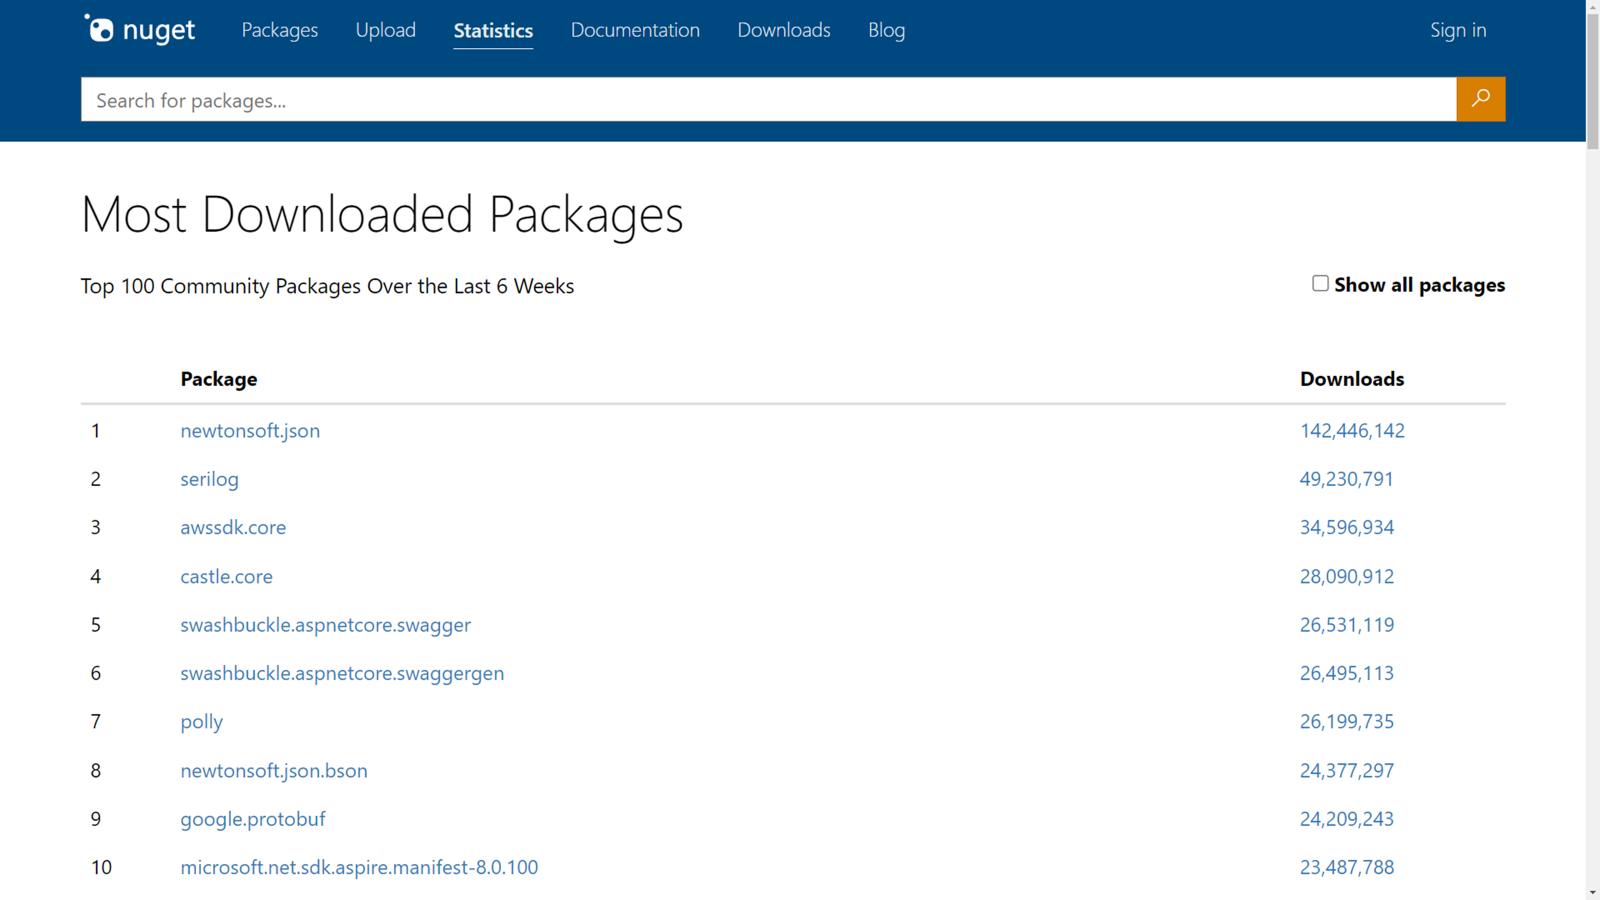 nuget Packages Upload Statistics Documentation Downloads Blog Sign in
Search for packages...
Most Downloaded Packages
Top 100 Community Packages Over the Last 6 Weeks Show all packages
Package Downloads
1 newtonsoft.json 142,446,142
2 serilog 49,230,791
3 awssdk.core 34,596,934
4 castle.core 28,090,912
5 swashbuckle.aspnetcore.swagger 26,531,119
6 swashbuckle.aspnetcore.swaggergen 26,495,113
7 polly 26,199,735
8 newtonsoft.json.bson 24,377,297
9 google.protobuf 24,209,243
10 microsoft.net.sdk.aspire.manifest-8.0.100 23,487,788